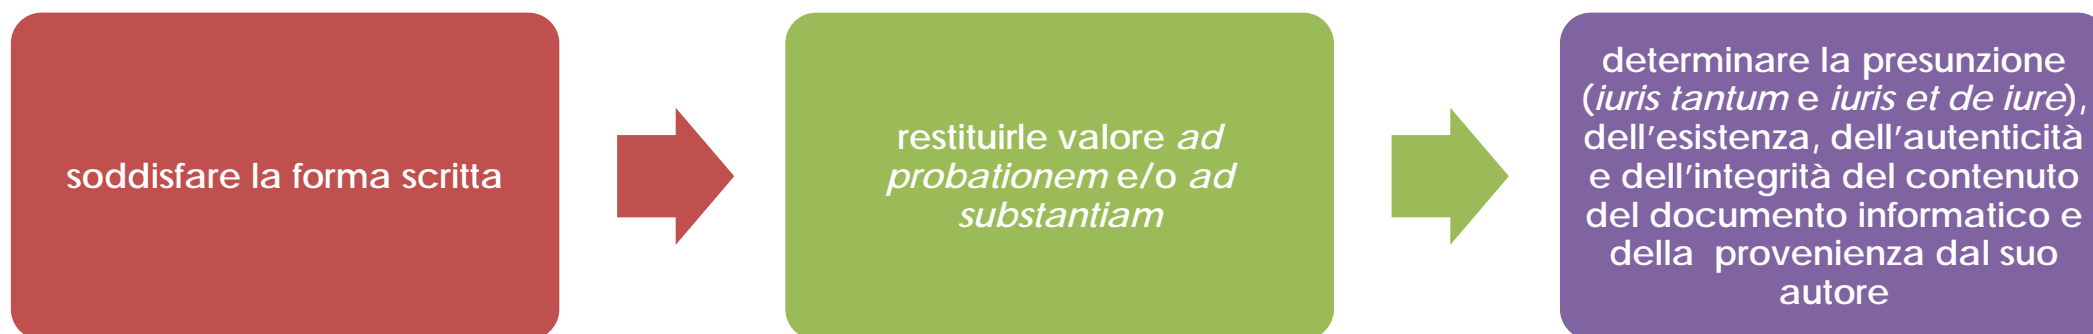 soddisfare la forma scritta
restituirle valore ad
probationem e/o ad
substantiam
determinare la presunzione
(iuris tantum e iuris et de iure),
dell’esistenza, dell’autenticità
e dell’integrità del contenuto
del documento informatico e
della  provenienza dal suo
autore